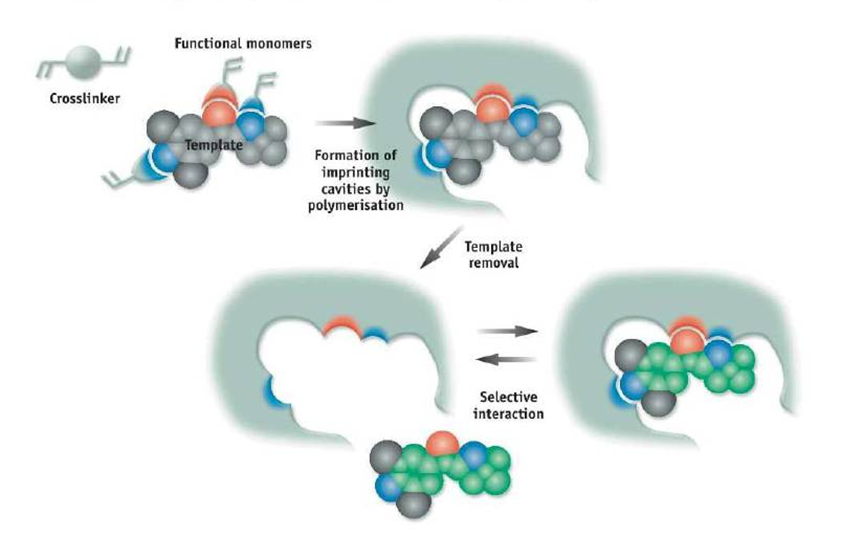 Functional monomers
Crosslinker
Template
Formation of
imprinting
cavities by
polymerisation
Template
removal
Selective
interaction